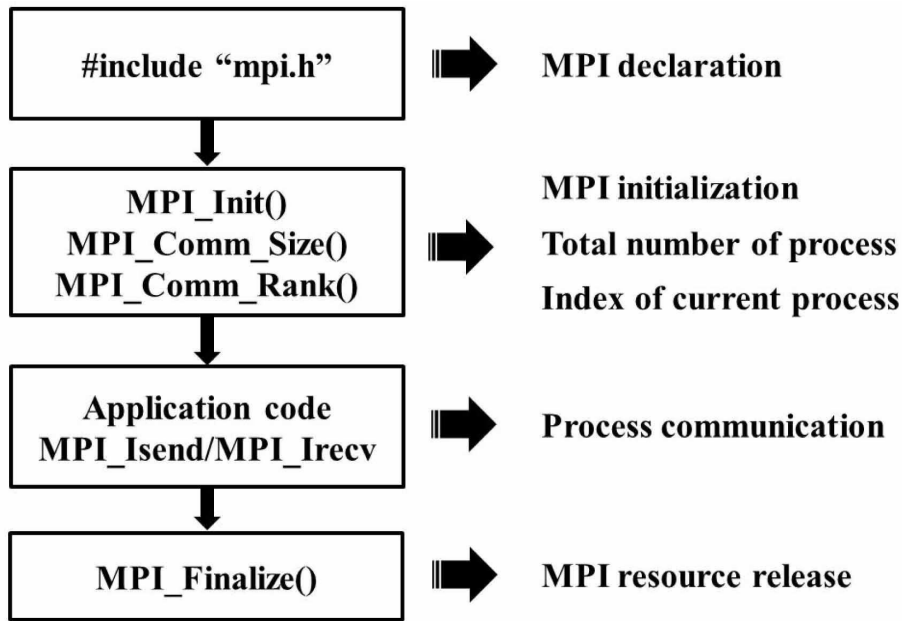 #include “mpi.h”
MPI declaration
MPI_Init()
MPI_Comm_Size()
MPI_Comm_Rank()
MPI initialization
Total number of process
Index of current process
Application code
MPI_Isend/MPI_Irecv
Process communication
MPI_Finalize()
MPI resource release